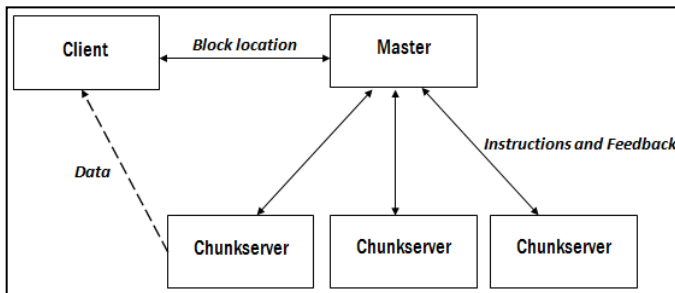 Client
Block location
Master
Instructions and Feedback
Data
Chunkserver
Chunkserver
Chunkserver